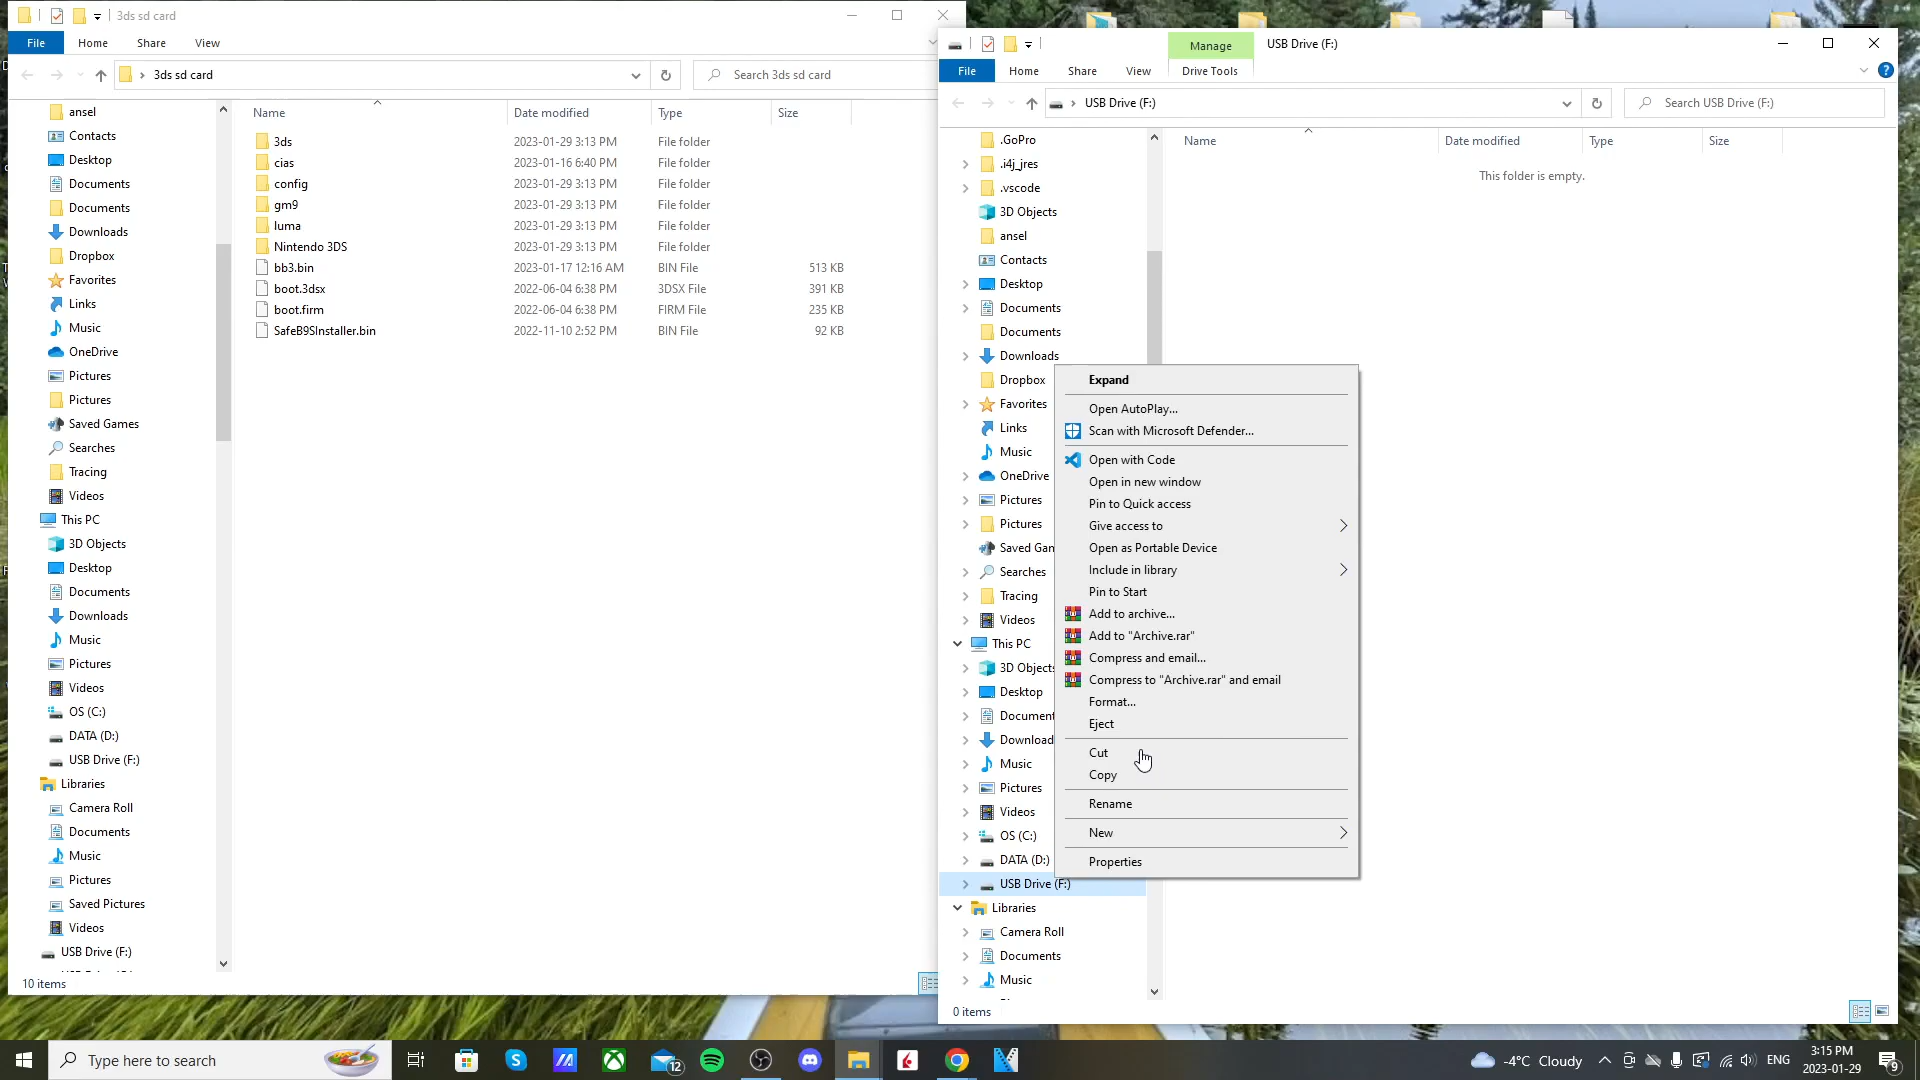 3ds sd card
File
Home
Share
View
3ds sd card
Search 3ds sd card
ansel
Contacts
Desktop
Documents
Documents
Downloads
Dropbox
Favorites
Links
Music
OneDrive
Pictures
Pictures
Saved Games
Searches
Tracing
Videos
This PC
3D Objects
Desktop
Documents
Downloads
Music
Pictures
Videos
OS (C:)
DATA (D:)
USB Drive (F:)
Libraries
Camera Roll
Documents
Music
Pictures
Saved Pictures
Videos
USB Drive (F:)
Name Date modified Type Size
3ds 2023-01-29 3:13 PM File folder
cias 2023-01-16 6:40 PM File folder
config 2023-01-29 3:13 PM File folder
gm9 2023-01-29 3:13 PM File folder
luma 2023-01-29 3:13 PM File folder
Nintendo 3DS 2023-01-29 3:13 PM File folder
bb3.bin 2023-01-17 12:16 AM BIN File 513 KB
boot.3dsx 2022-06-04 6:38 PM 3DSX File 391 KB
boot.firm 2022-06-04 6:38 PM FIRM File 235 KB
SafeB9SInstaller.bin 2022-11-10 2:52 PM BIN File 92 KB
10 items
Manage
USB Drive (F:)
File
Home
Share
View
Drive Tools
USB Drive (F:)
Search USB Drive (F:)
.GoPro
.i4j_jres
.vscode
3D Objects
ansel
Contacts
Desktop
Documents
Documents
Downloads
Dropbox
Favorites
Links
Music
OneDrive
Pictures
Pictures
Saved Gan
Searches
Tracing
Videos
This PC
3D Objects
Desktop
Document
Download
Music
Pictures
Videos
OS (C:)
DATA (D:)
USB Drive (F:)
Libraries
Camera Roll
Documents
Music
Name Date modified Type Size
This folder is empty.
0 items
Expand
Open AutoPlay...
Scan with Microsoft Defender...
Open with Code
Open in new window
Pin to Quick access
Give access to
Open as Portable Device
Include in library
Pin to Start
Add to archive...
Add to "Archive.rar"
Compress and email...
Compress to "Archive.rar" and email
Format...
Eject
Cut
Copy
Rename
New
Properties
Type here to search
12
-4°C Cloudy
ENG
3:15 PM
2023-01-29
9